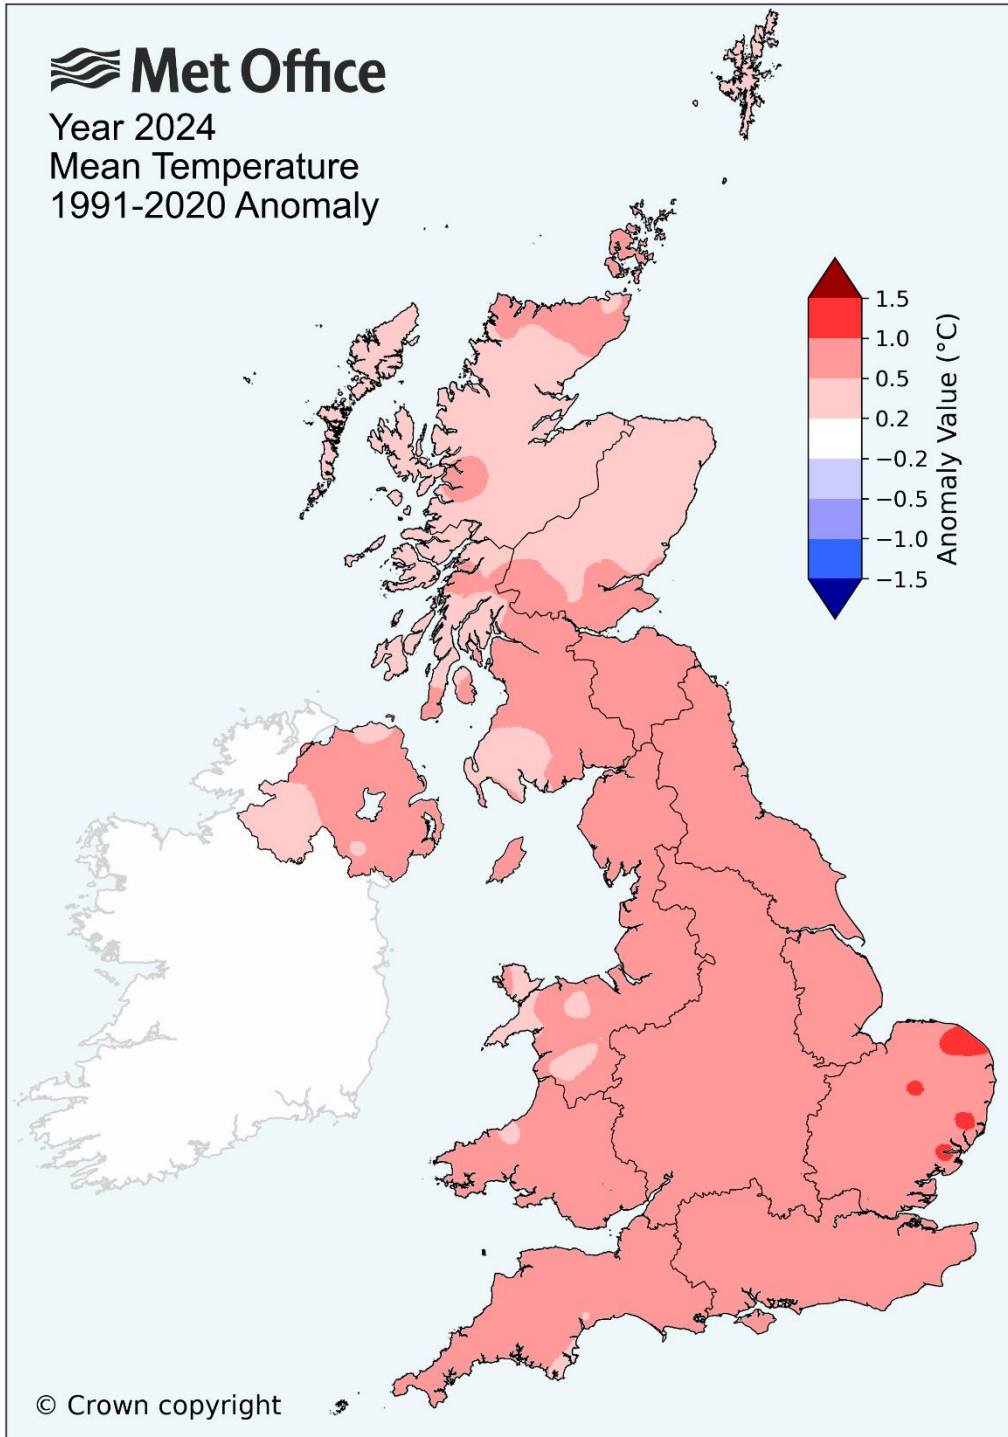 Met Office
Year 2024
Mean Temperature
1991-2020 Anomaly
1.5
1.0
0.5
0.2
−0.2
−0.5
−1.0
−1.5
Anomaly Value (°C)
© Crown copyright